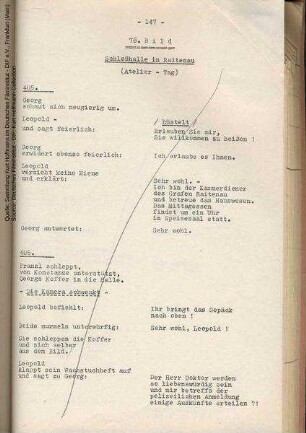 - 147 -
78. Bild
Schloßhalle in Raitenau
(Atelier - Tag)
405.
Georg
schaut sich neugierig um.
Leopold -
/ hüstelt /
und sagt feierlich:
Erlauben Sie mir,
Sie willkommen zu heißen !
Georg
erwidert ebenso feierlich:
Ich erlaube es Ihnen.
Leopold
verzieht keine Miene
und erklärt:
Sehr wohl. -
Ich bin der Kammerdiener
des Grafen Raitenau
und betreue das Hauswesen.
Das Mittagessen
findet um ein Uhr
im Speisesaal statt.
Georg antwortet:
Sehr wohl.
406.
Franzl schleppt,
von Konstanze unterstützt,
Georgs Koffer in die Halle.
- Die Kamera schwenkt -
Leopold befiehlt:
Ihr bringt das Gepäck
nach oben !
Beide murmeln unterwürfig:
Sehr wohl, Leopold !
Sie schleppen die Koffer
und sich selber
aus dem Bild.
Leopold
klappt sein Wachstuchheft auf
und sagt zu Georg:
Der Herr Doktor werden
so liebenswürdig sein
und mir betreffs der
polizeilichen Anmeldung
einige Auskünfte erteilen ?!